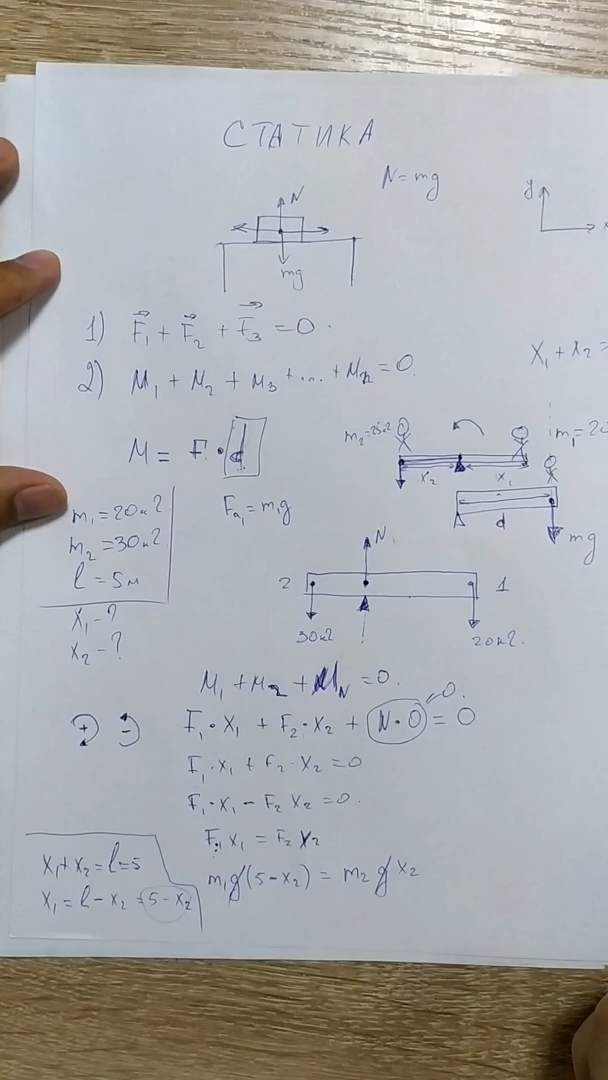 СТАТИКА
N = mg
y
x
N
mg
1) F₁ + F₂ + F₃ = 0
2) M₁ + M₂ + M₃ + ... + Mₙ = 0.
x₁ + x₂ =
M = F · d
m₂=25кг
m₁=20
x₂
x₁
d
mg
m₁ = 20кг
m₂ = 30кг
l = 5м
x₁ - ?
x₂ - ?
F₁ = m₁g
N
2
1
30кг
20кг.
M₁ + M₂ + M_N = 0.
+ -
F₁ · x₁ + F₂ · x₂ + N·0 = 0
=0.
F₁ · x₁ + F₂ · x₂ = 0
F₁ · x₁ - F₂ x₂ = 0.
F₁ x₁ = F₂ x₂
m₁g(5-x₂) = m₂ g x₂
x₁ + x₂ = l = 5
x₁ = l - x₂ = 5 - x₂